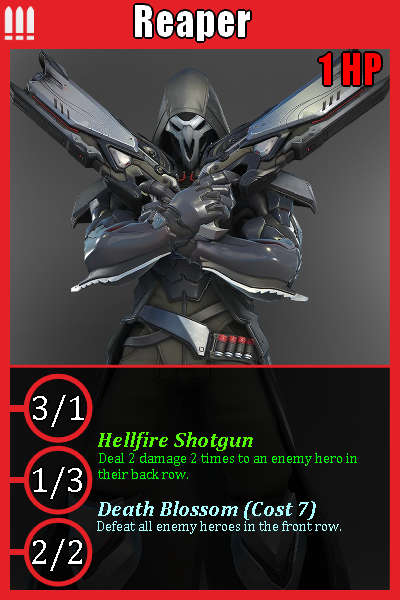 Reaper
1 HP
3/1
Hellfire Shotgun
Deal 2 damage 2 times to an enemy hero in
their back row.
1/3
Death Blossom (Cost 7)
Defeat all enemy heroes in the front row.
2/2